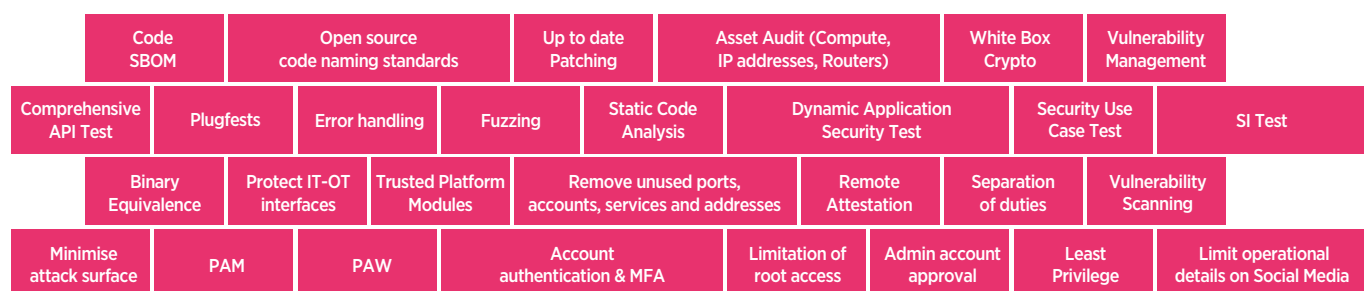 Code
SBOM
Open source
code naming standards
Up to date
Patching
Asset Audit (Compute,
IP addresses, Routers)
White Box
Crypto
Vulnerability
Management
Comprehensive
API Test
Plugfests
Error handling
Fuzzing
Static Code
Analysis
Dynamic Application
Security Test
Security Use
Case Test
SI Test
Binary
Equivalence
Protect IT-OT
interfaces
Trusted Platform
Modules
Remove unused ports,
accounts, services and addresses
Remote
Attestation
Separation
of duties
Vulnerability
Scanning
Minimise
attack surface
PAM
PAW
Account
authentication & MFA
Limitation of
root access
Admin account
approval
Least
Privilege
Limit operational
details on Social Media